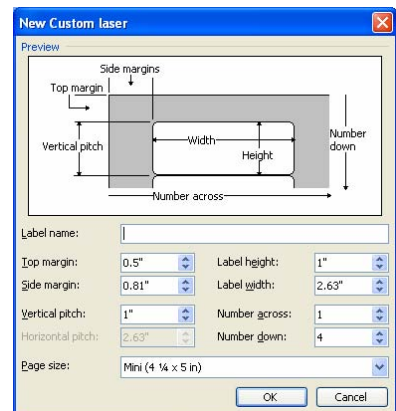 New Custom laser
Preview
Side margins
Top margin
Vertical pitch
Width
Height
Number down
Number across
Label name:
Top margin: 0.5" Label height: 1"
Side margin: 0.81" Label width: 2.63"
Vertical pitch: 1" Number across: 1
Horizontal pitch: 2.63" Number down: 4
Page size: Mini (4 ¼ x 5 in)
OK Cancel